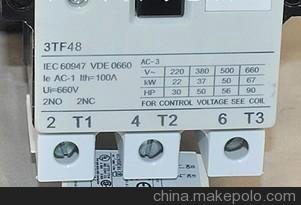 3TF48
IEC 60947 VDE 0660
Ie AC-1 Ith=100A
Ui=660V
2NO 2NC
AC-3
V~ 220 380 500 660
kW 22 37 50 67
HP 30 50 56 90
FOR CONTROL VOLTAGE SEE COIL
2 T1 4 T2 6 T3
china.makepolo.com